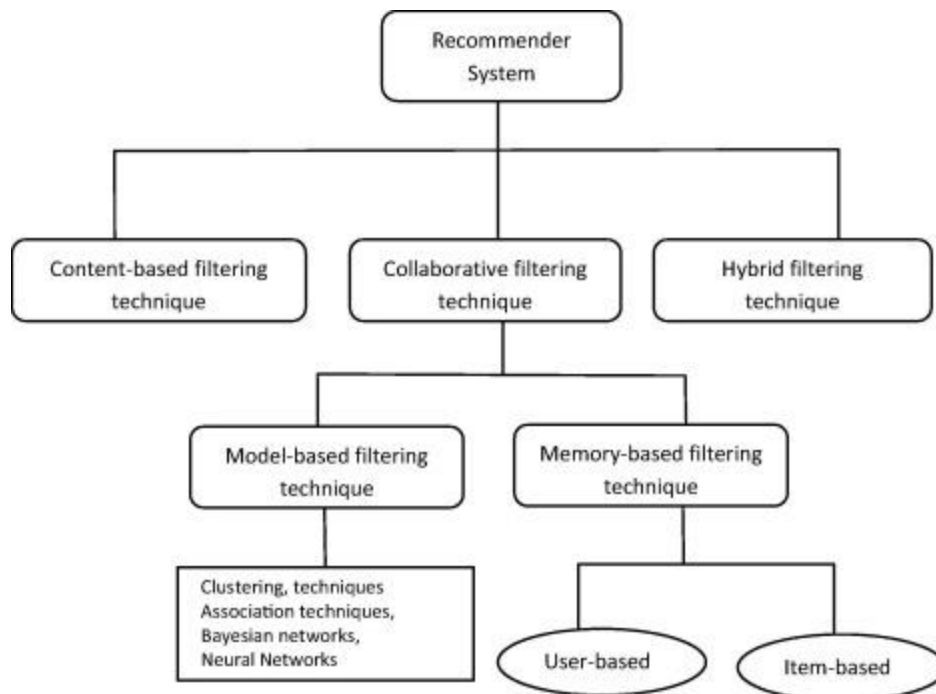 Recommender
System
Content-based filtering
technique
Collaborative filtering
technique
Hybrid filtering
technique
Model-based filtering
technique
Memory-based filtering
technique
Clustering, techniques
Association techniques,
Bayesian networks,
Neural Networks
User-based
Item-based